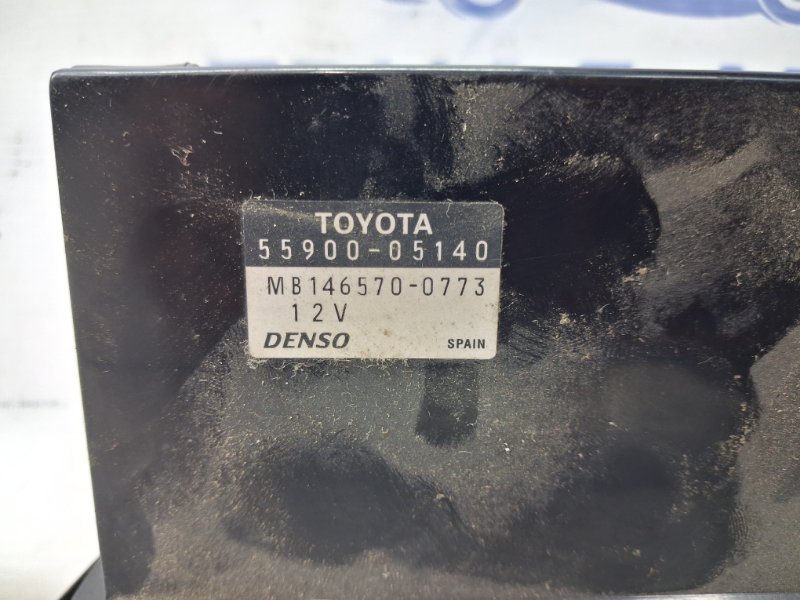 TOYOTA
55900-05140
MB146570-0773
12V
DENSO SPAIN